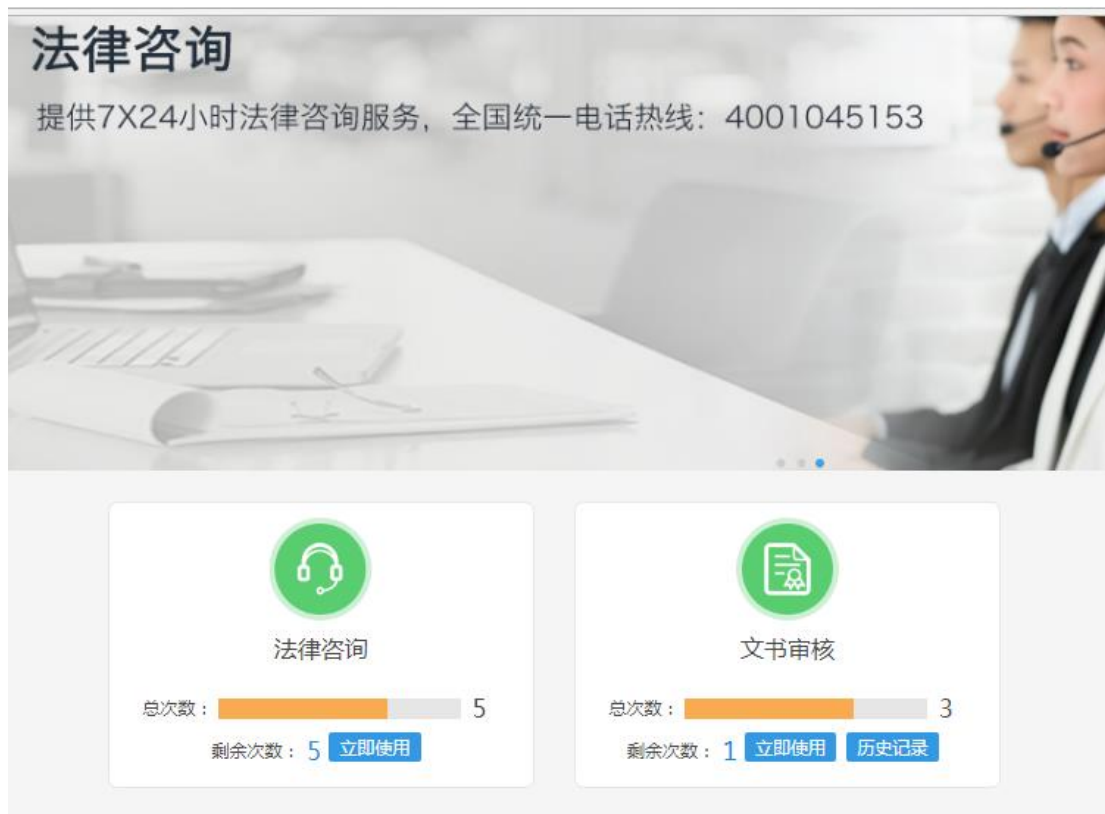 法律咨询
提供7X24小时法律咨询服务，全国统一电话热线：4001045153
法律咨询
总次数： 5
剩余次数： 5 立即使用
文书审核
总次数： 3
剩余次数： 1 立即使用 历史记录